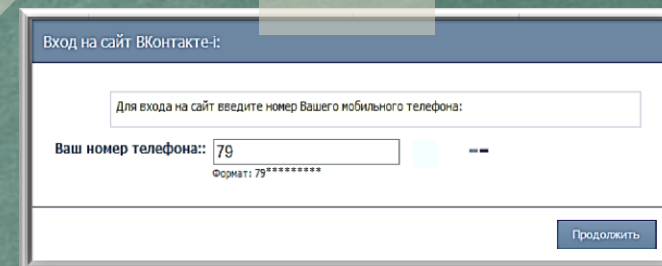 Вход на сайт ВКонтакте-i:
Для входа на сайт введите номер Вашего мобильного телефона:
Ваш номер телефона:: 79
Формат: 79*********
Продолжить